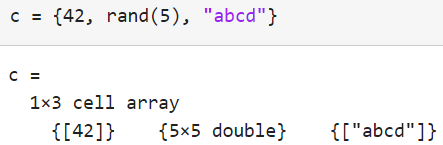 c = {42, rand(5), "abcd"}
c =
1×3 cell array
{[42]} {5×5 double} {["abcd"]}